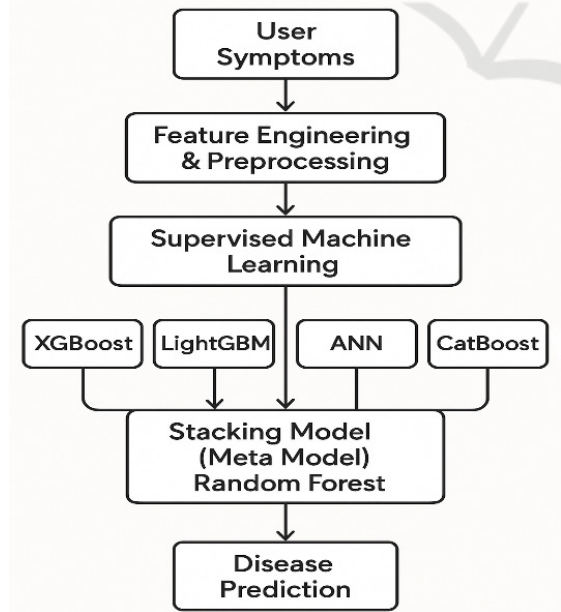 User
Symptoms
Feature Engineering
& Preprocessing
Supervised Machine
Learning
XGBoost
LightGBM
ANN
CatBoost
Stacking Model
(Meta Model)
Random Forest
Disease
Prediction